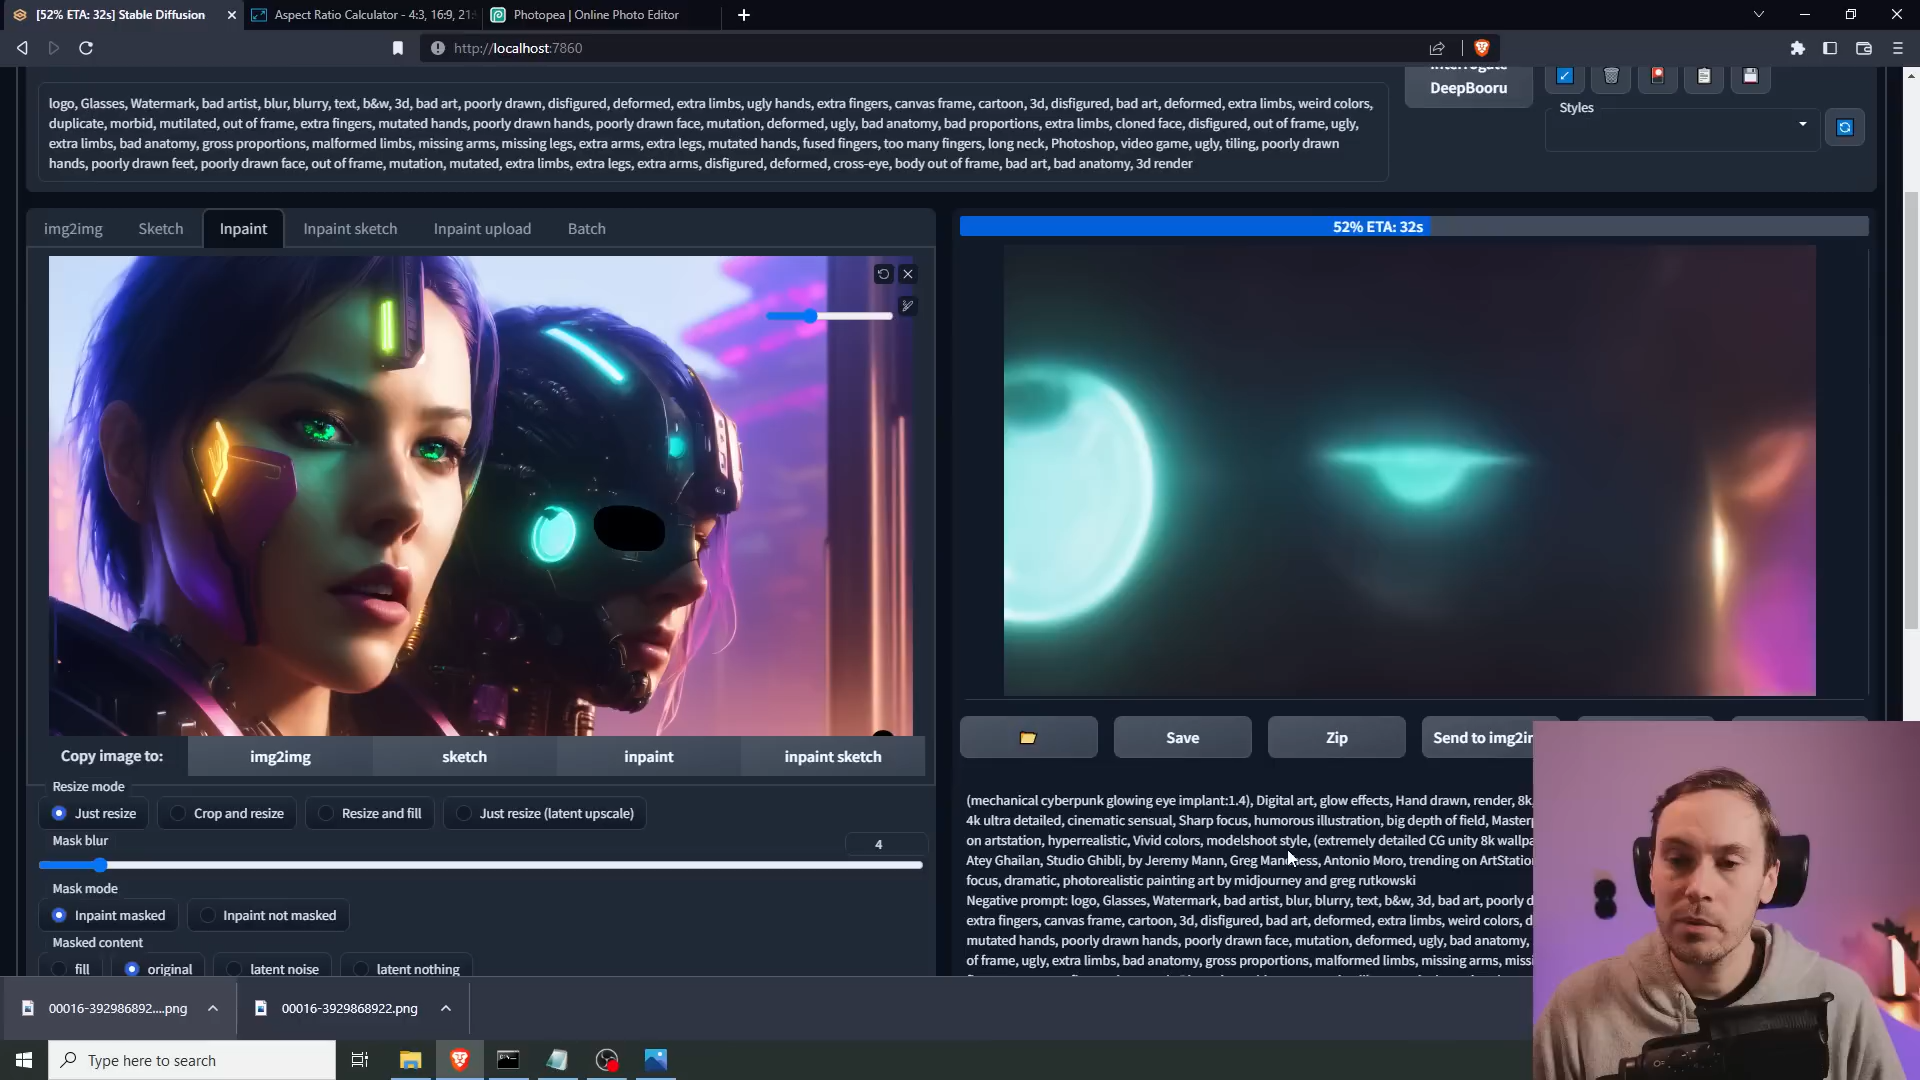 [52% ETA: 32s] Stable Diffusion
Aspect Ratio Calculator - 4:3, 16:9, 21:
Photopea | Online Photo Editor
http://localhost:7860
Interrogate
DeepBooru
Styles
logo, Glasses, Watermark, bad artist, blur, blurry, text, b&w, 3d, bad art, poorly drawn, disfigured, deformed, extra limbs, ugly hands, extra fingers, canvas frame, cartoon, 3d, disfigured, bad art, deformed, extra limbs, weird colors,
duplicate, morbid, mutilated, out of frame, extra fingers, mutated hands, poorly drawn hands, poorly drawn face, mutation, deformed, ugly, bad anatomy, bad proportions, extra limbs, cloned face, disfigured, out of frame, ugly,
extra limbs, bad anatomy, gross proportions, malformed limbs, missing arms, missing legs, extra arms, extra legs, mutated hands, fused fingers, too many fingers, long neck, Photoshop, video game, ugly, tiling, poorly drawn
hands, poorly drawn feet, poorly drawn face, out of frame, mutation, mutated, extra limbs, extra legs, extra arms, disfigured, deformed, cross-eye, body out of frame, bad art, bad anatomy, 3d render
img2img
Sketch
Inpaint
Inpaint sketch
Inpaint upload
Batch
52% ETA: 32s
Copy image to:
img2img
sketch
inpaint
inpaint sketch
Save
Zip
Send to img2im
Resize mode
Just resize
Crop and resize
Resize and fill
Just resize (latent upscale)
Mask blur
4
Mask mode
Inpaint masked
Inpaint not masked
Masked content
fill
original
latent noise
latent nothing
(mechanical cyberpunk glowing eye implant:1.4), Digital art, glow effects, Hand drawn, render, 8k,
4k ultra detailed, cinematic sensual, Sharp focus, humorous illustration, big depth of field, Masterp
on artstation, hyperrealistic, Vivid colors, modelshoot style, (extremely detailed CG unity 8k wallpa
Atey Ghailan, Studio Ghibli, by Jeremy Mann, Greg Manchess, Antonio Moro, trending on ArtStation
focus, dramatic, photorealistic painting art by midjourney and greg rutkowski
Negative prompt: logo, Glasses, Watermark, bad artist, blur, blurry, text, b&w, 3d, bad art, poorly d
extra fingers, canvas frame, cartoon, 3d, disfigured, bad art, deformed, extra limbs, weird colors, d
mutated hands, poorly drawn hands, poorly drawn face, mutation, deformed, ugly, bad anatomy,
of frame, ugly, extra limbs, bad anatomy, gross proportions, malformed limbs, missing arms, missi
00016-392986892....png
00016-3929868922.png
Type here to search